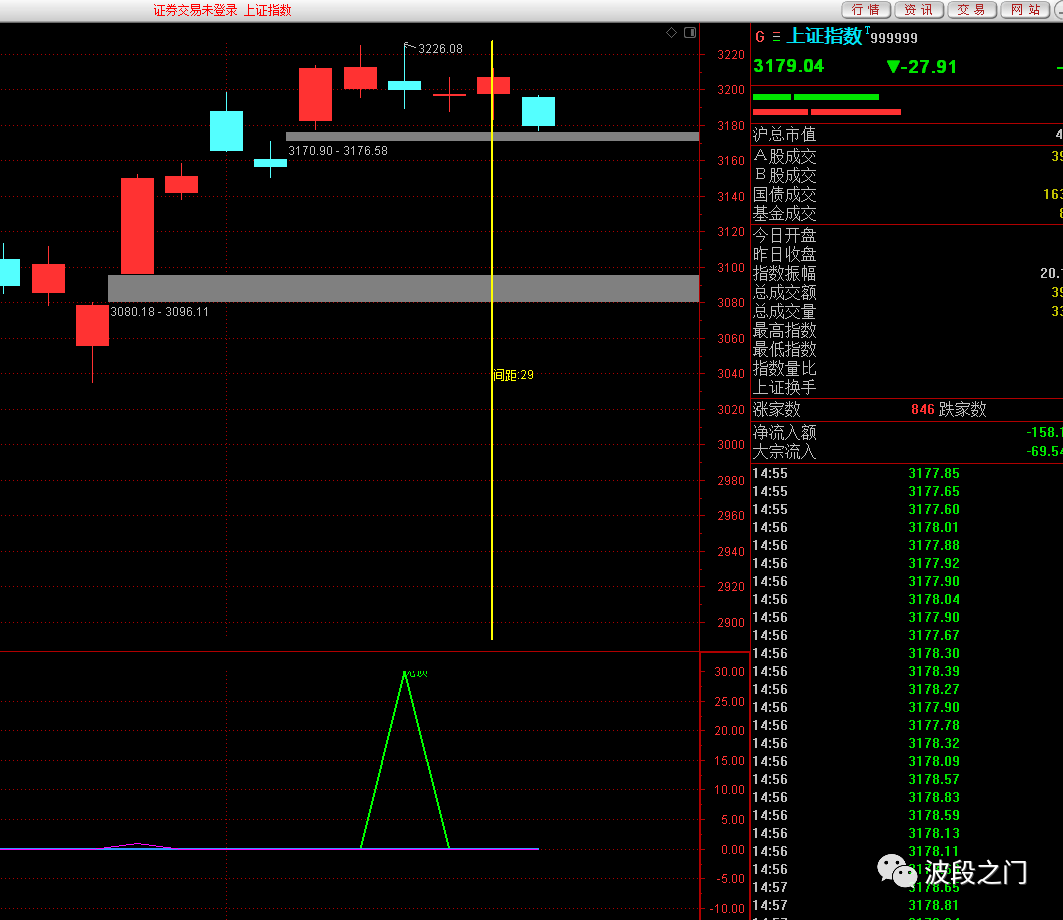 证券交易未登录 上证指数
行情 资讯 交易 网站
G 上证指数 T 999999
3179.04 ▼-27.91
3226.08
3170.90 - 3176.58
3080.18 - 3096.11
间距:29
3220
3200
3180
3160
3140
3120
3100
3080
3060
3040
3020
3000
2980
2960
2940
2920
2900
30.00
25.00
20.00
15.00
10.00
5.00
0.00
-5.00
-10.00
沪总市值
A股成交
B股成交
国债成交
基金成交
今日开盘
昨日收盘
指数振幅
总成交额
总成交量
最高指数
最低指数
指数量比
上证换手
涨家数 846 跌家数
净流入额 -158.1
大宗流入 -69.54
14:55 3177.85
14:55 3177.65
14:55 3177.60
14:56 3178.01
14:56 3177.88
14:56 3177.92
14:56 3177.90
14:56 3178.04
14:56 3177.90
14:56 3177.67
14:56 3178.30
14:56 3178.39
14:56 3178.27
14:56 3177.90
14:56 3177.78
14:56 3178.32
14:56 3178.09
14:56 3178.57
14:56 3178.83
14:56 3178.59
14:56 3178.13
14:56 3178.11
14:56
14:57 3178.65
14:57 3178.81
波段之门